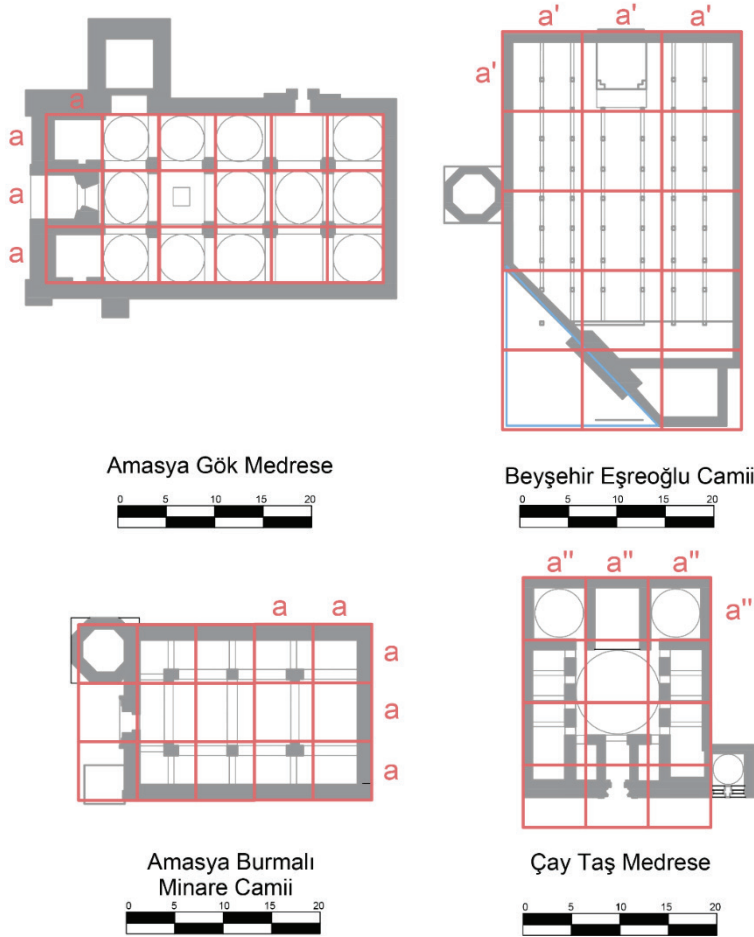 a' a' a'
a'
a
a
a
a
Amasya Gök Medrese
0 5 10 15 20
Beyşehir Eşreoğlu Camii
0 5 10 15 20
a a
a
a
a
Amasya Burmalı
Minare Camii
0 5 10 15 20
a'' a'' a''
a''
Çay Taş Medrese
0 5 10 15 20